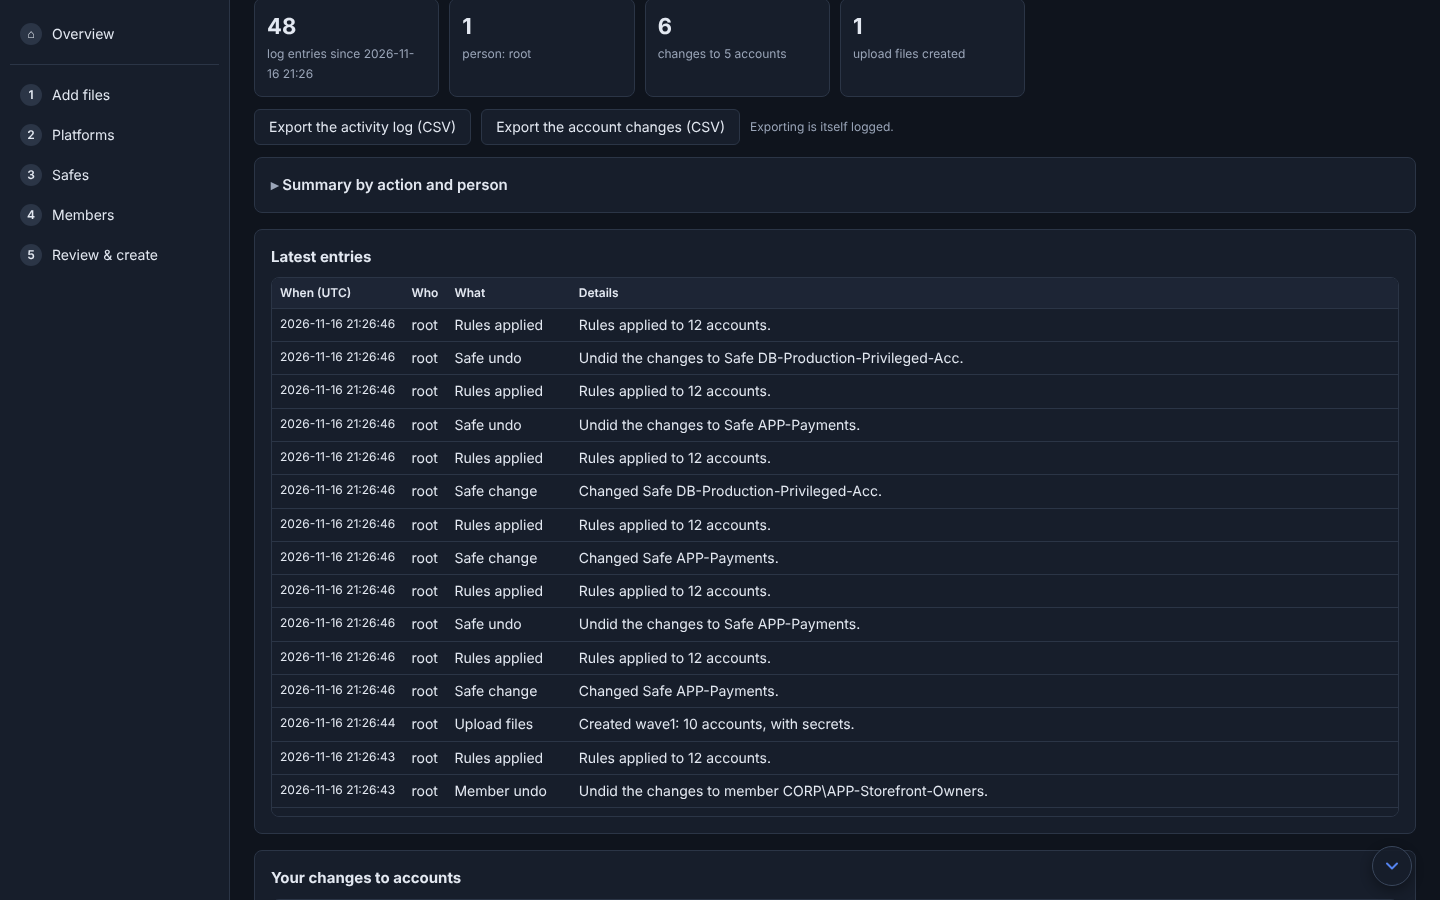 ⌂ Overview
1 Add files
2 Platforms
3 Safes
4 Members
5 Review & create
48
log entries since 2026-11-
16 21:26
1
person: root
6
changes to 5 accounts
1
upload files created
Export the activity log (CSV) Export the account changes (CSV) Exporting is itself logged.
▸ Summary by action and person
Latest entries
When (UTC) Who What Details
2026-11-16 21:26:46 root Rules applied Rules applied to 12 accounts.
2026-11-16 21:26:46 root Safe undo Undid the changes to Safe DB-Production-Privileged-Acc.
2026-11-16 21:26:46 root Rules applied Rules applied to 12 accounts.
2026-11-16 21:26:46 root Safe undo Undid the changes to Safe APP-Payments.
2026-11-16 21:26:46 root Rules applied Rules applied to 12 accounts.
2026-11-16 21:26:46 root Safe change Changed Safe DB-Production-Privileged-Acc.
2026-11-16 21:26:46 root Rules applied Rules applied to 12 accounts.
2026-11-16 21:26:46 root Safe change Changed Safe APP-Payments.
2026-11-16 21:26:46 root Rules applied Rules applied to 12 accounts.
2026-11-16 21:26:46 root Safe undo Undid the changes to Safe APP-Payments.
2026-11-16 21:26:46 root Rules applied Rules applied to 12 accounts.
2026-11-16 21:26:46 root Safe change Changed Safe APP-Payments.
2026-11-16 21:26:44 root Upload files Created wave1: 10 accounts, with secrets.
2026-11-16 21:26:43 root Rules applied Rules applied to 12 accounts.
2026-11-16 21:26:43 root Member undo Undid the changes to member CORP\APP-Storefront-Owners.
Your changes to accounts